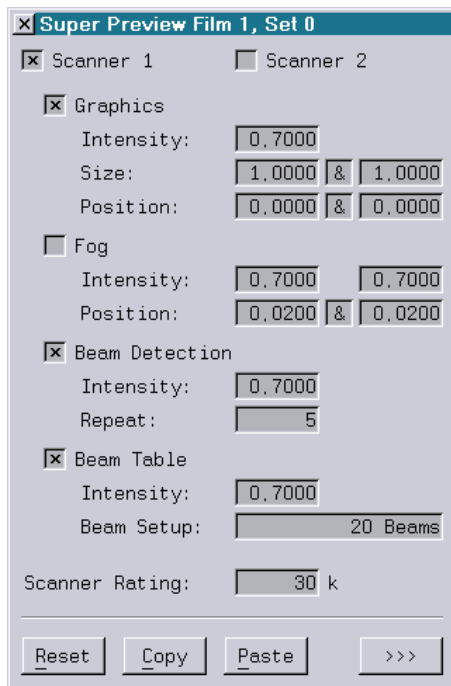 Super Preview Film 1, Set 0
Scanner 1 Scanner 2
Graphics
Intensity: 0.7000
Size: 1.0000 & 1.0000
Position: 0.0000 & 0.0000
Fog
Intensity: 0.7000 0.7000
Position: 0.0200 & 0.0200
Beam Detection
Intensity: 0.7000
Repeat: 5
Beam Table
Intensity: 0.7000
Beam Setup: 20 Beams
Scanner Rating: 30 k
Reset Copy Paste >>>